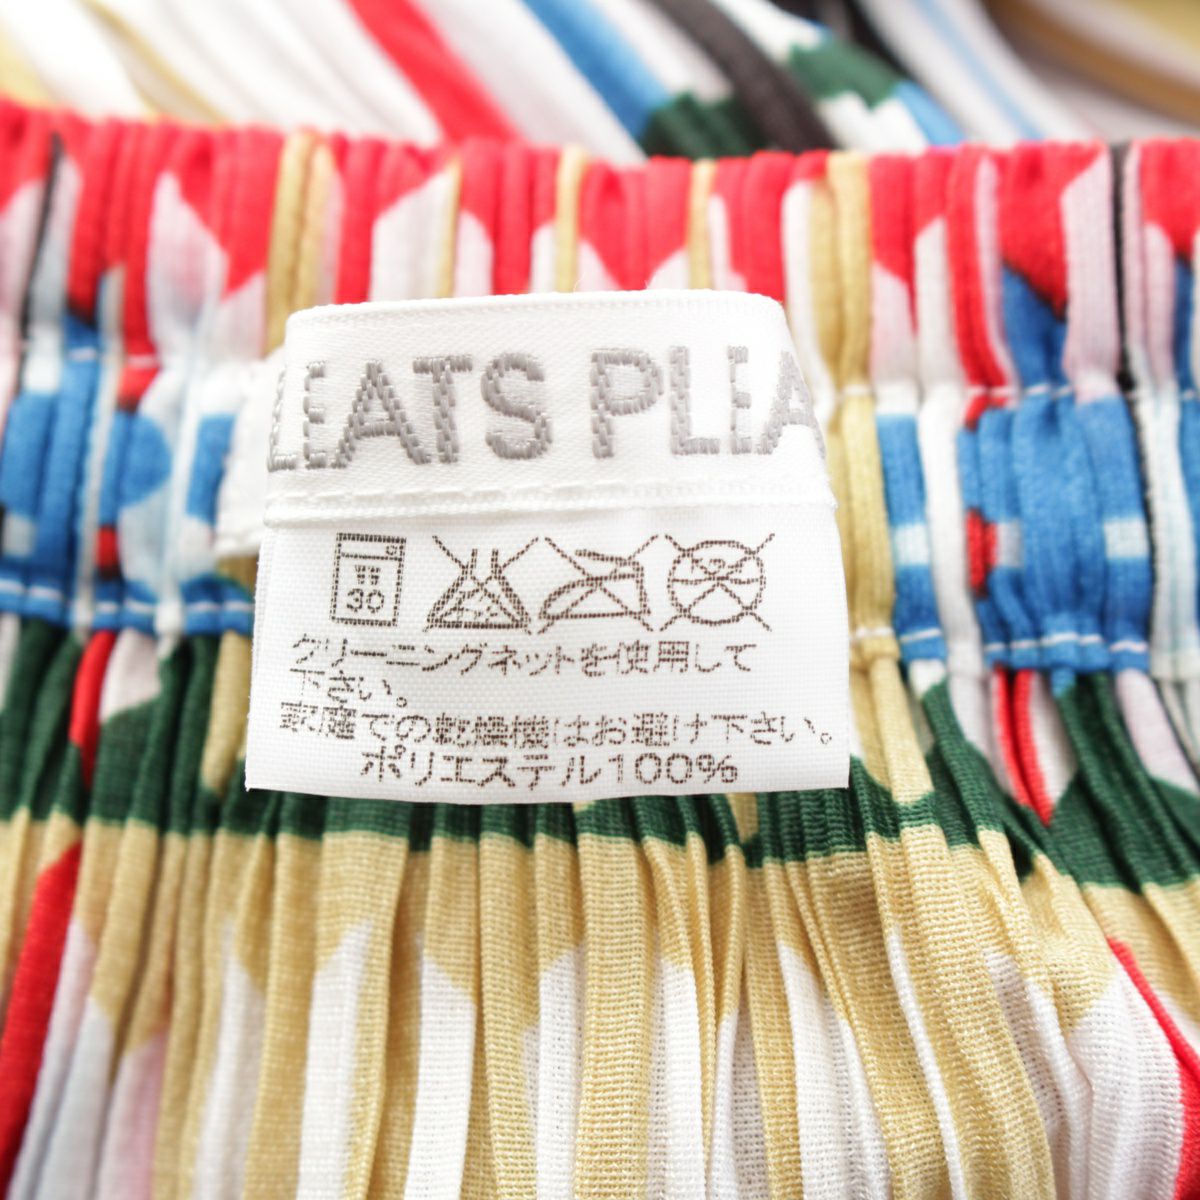 LEATS PLEA
弱
30
クリーニングネットを使用して
下さい。
家庭での乾燥機はお避け下さい。
ポリエステル100%